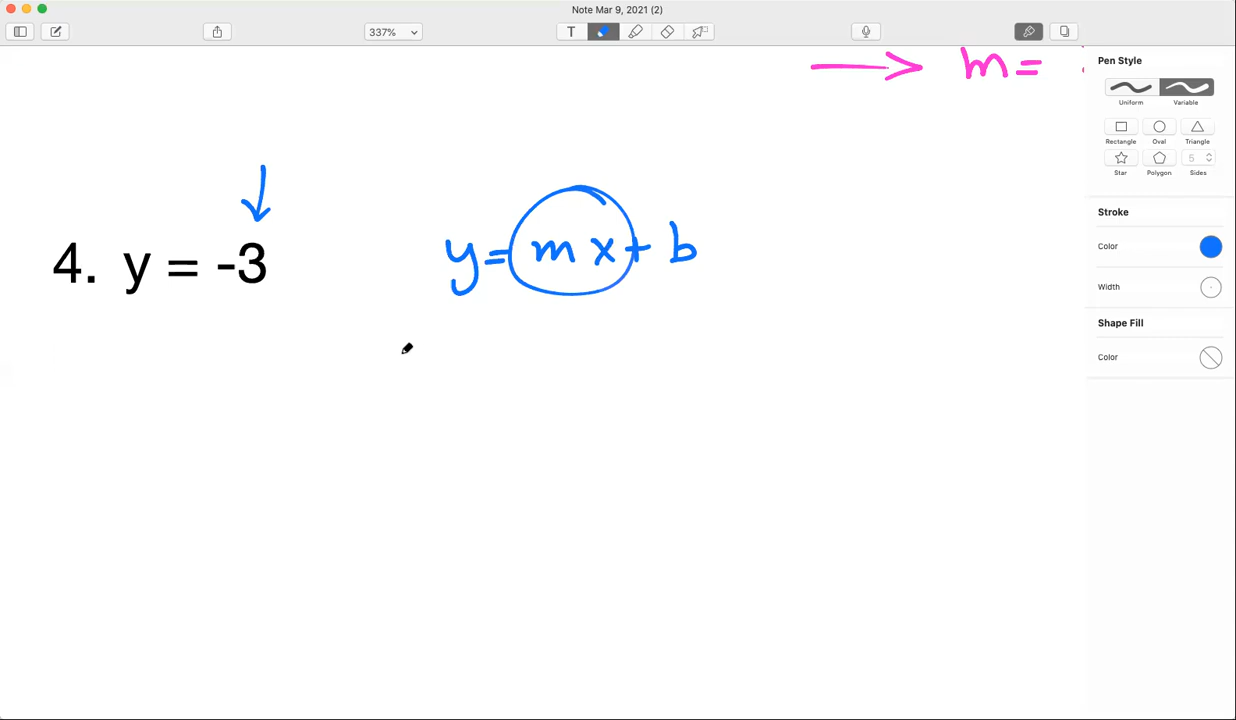 Note Mar 9, 2021 (2)
337%
T
m =
Pen Style
Uniform Variable
Rectangle Oval Triangle
5
Star Polygon Sides
Stroke
Color
Width
Shape Fill
Color
4. y = -3
y = mx + b